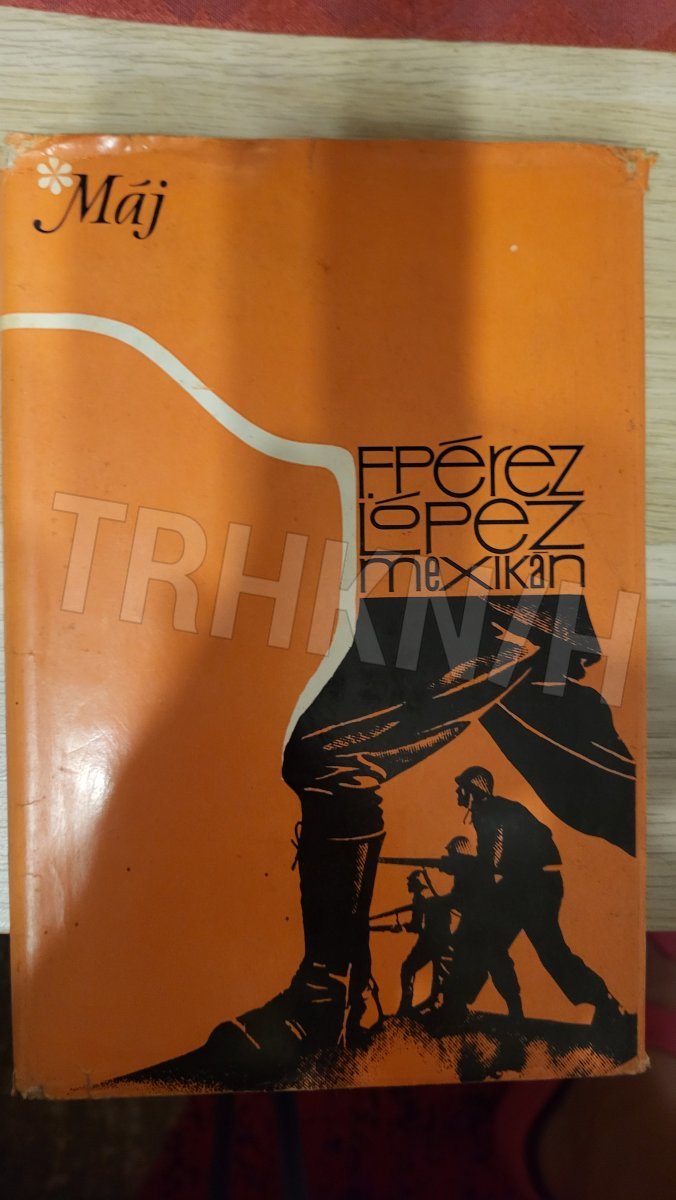 Máj
F.Pérez
López
mexikán
TRHKNIH